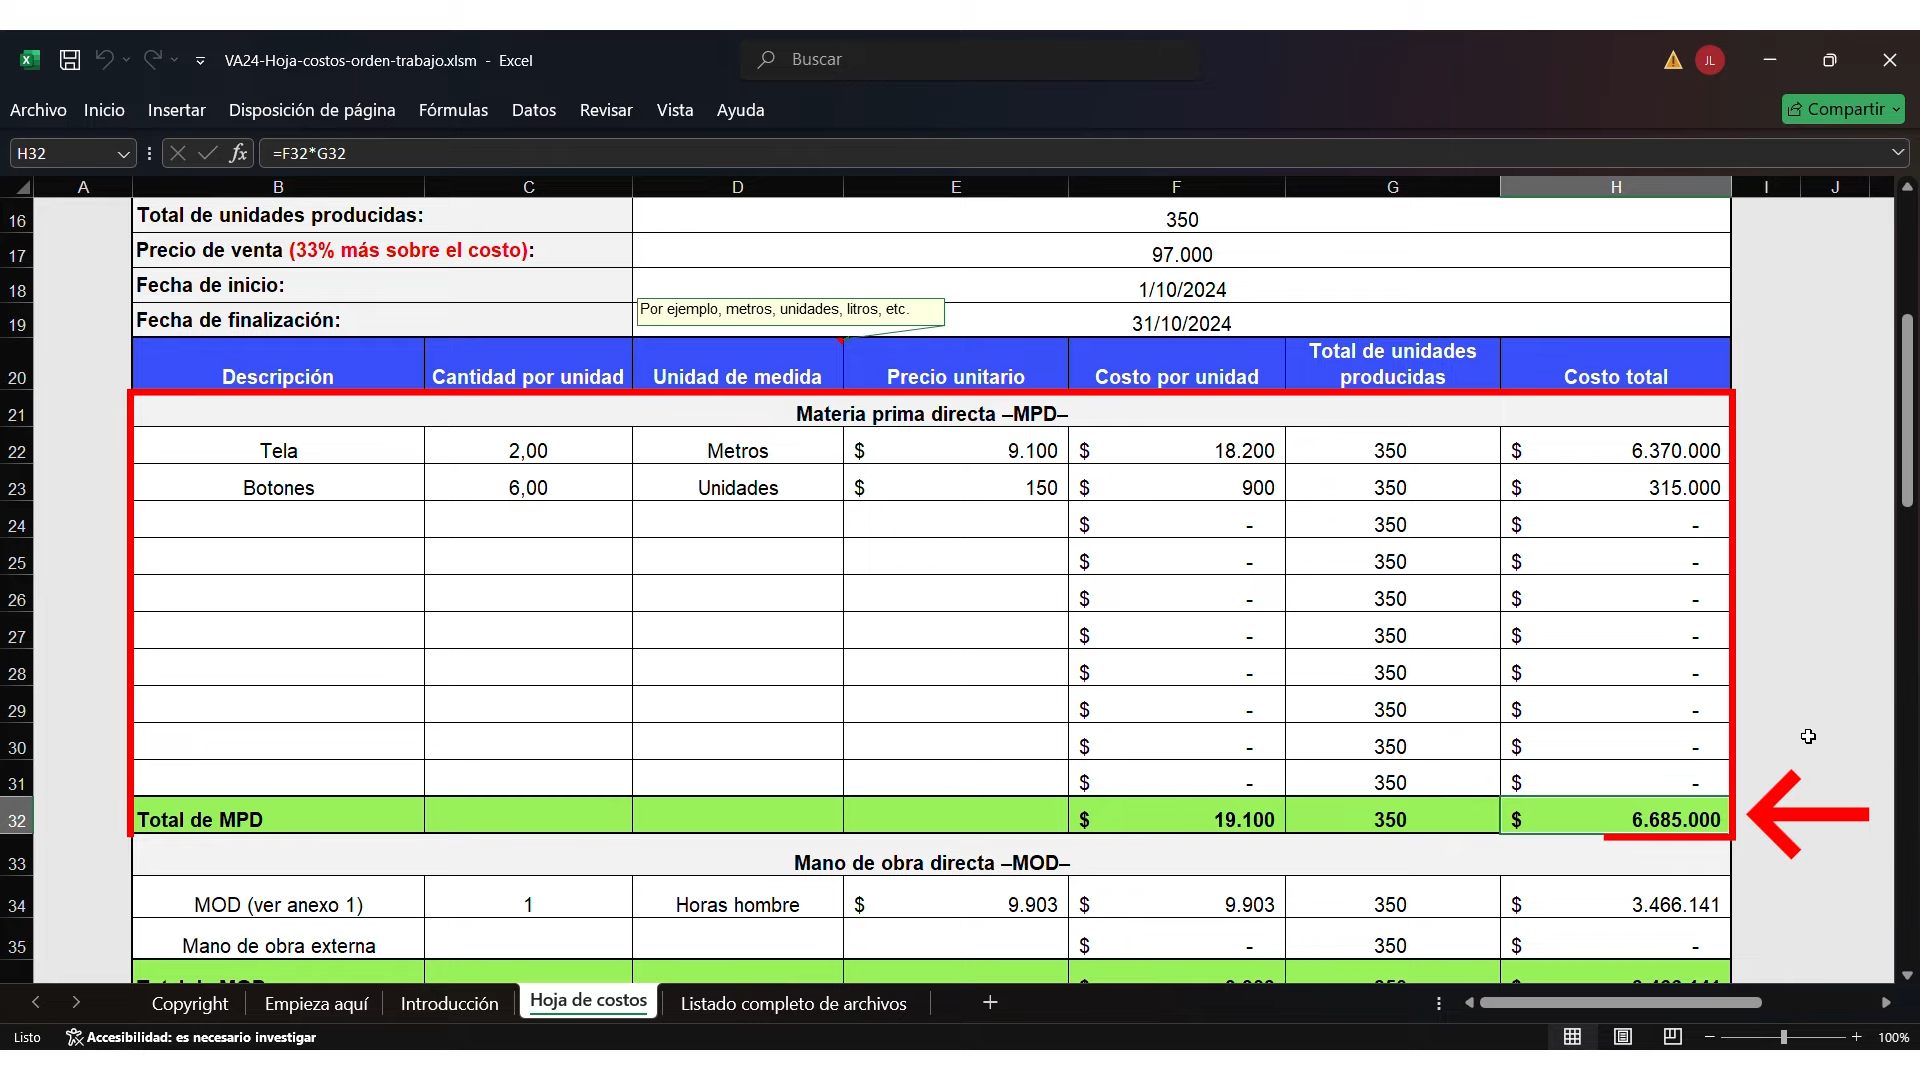 VA24-Hoja-costos-orden-trabajo.xlsm - Excel
Buscar
JL
Archivo Inicio Insertar Disposición de página Fórmulas Datos Revisar Vista Ayuda
Compartir
H32 fx =F32*G32
A B C D E F G H I J
16 Total de unidades producidas: 350
17 Precio de venta (33% más sobre el costo): 97.000
18 Fecha de inicio: 1/10/2024
Por ejemplo, metros, unidades, litros, etc.
19 Fecha de finalización: 31/10/2024
20 Descripción Cantidad por unidad Unidad de medida Precio unitario Costo por unidad Total de unidades producidas Costo total
21 Materia prima directa –MPD–
22 Tela 2,00 Metros $ 9.100 $ 18.200 350 $ 6.370.000
23 Botones 6,00 Unidades $ 150 $ 900 350 $ 315.000
24 $ - 350 $ -
25 $ - 350 $ -
26 $ - 350 $ -
27 $ - 350 $ -
28 $ - 350 $ -
29 $ - 350 $ -
30 $ - 350 $ -
31 $ - 350 $ -
32 Total de MPD $ 19.100 350 $ 6.685.000
33 Mano de obra directa –MOD–
34 MOD (ver anexo 1) 1 Horas hombre $ 9.903 $ 9.903 350 $ 3.466.141
35 Mano de obra externa $ - 350 $ -
Copyright Empieza aquí Introducción Hoja de costos Listado completo de archivos
Listo Accesibilidad: es necesario investigar 100%